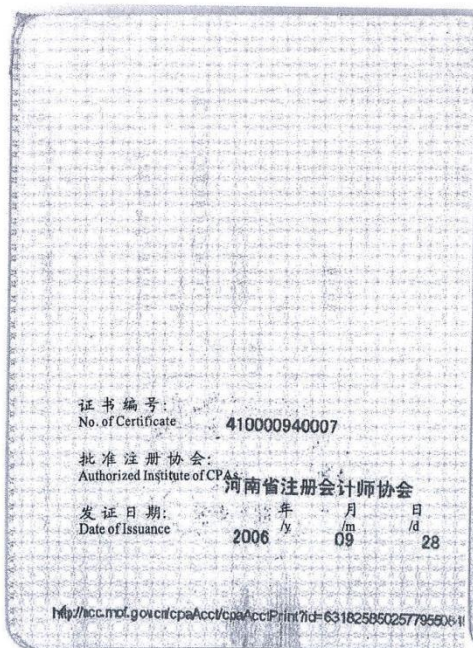 证书编号:
No. of Certificate
410000940007
批准注册协会:
Authorized Institute of CPAs
河南省注册会计师协会
发证日期: 年 月 日
Date of Issuance /y /m /d
2006 09 28